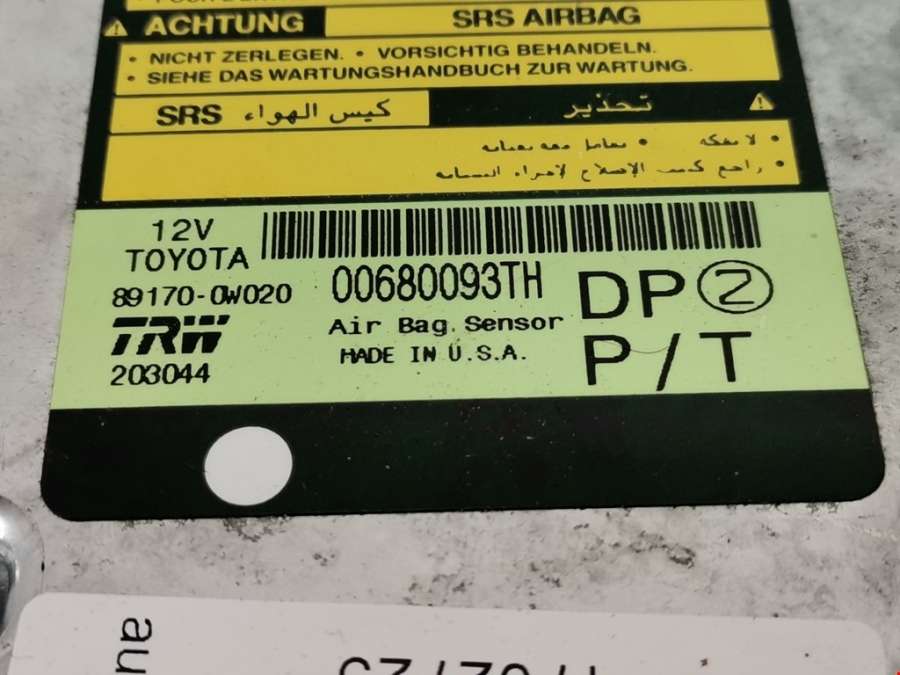 ACHTUNG SRS AIRBAG
• NICHT ZERLEGEN. • VORSICHTIG BEHANDELN.
• SIEHE DAS WARTUNGSHANDBUCH ZUR WARTUNG.
تحذير كيس الهواء SRS
12V
TOYOTA
89170-0W020
TRW
203044
00680093TH
Air Bag Sensor
MADE IN U.S.A.
DP②
P/T
au